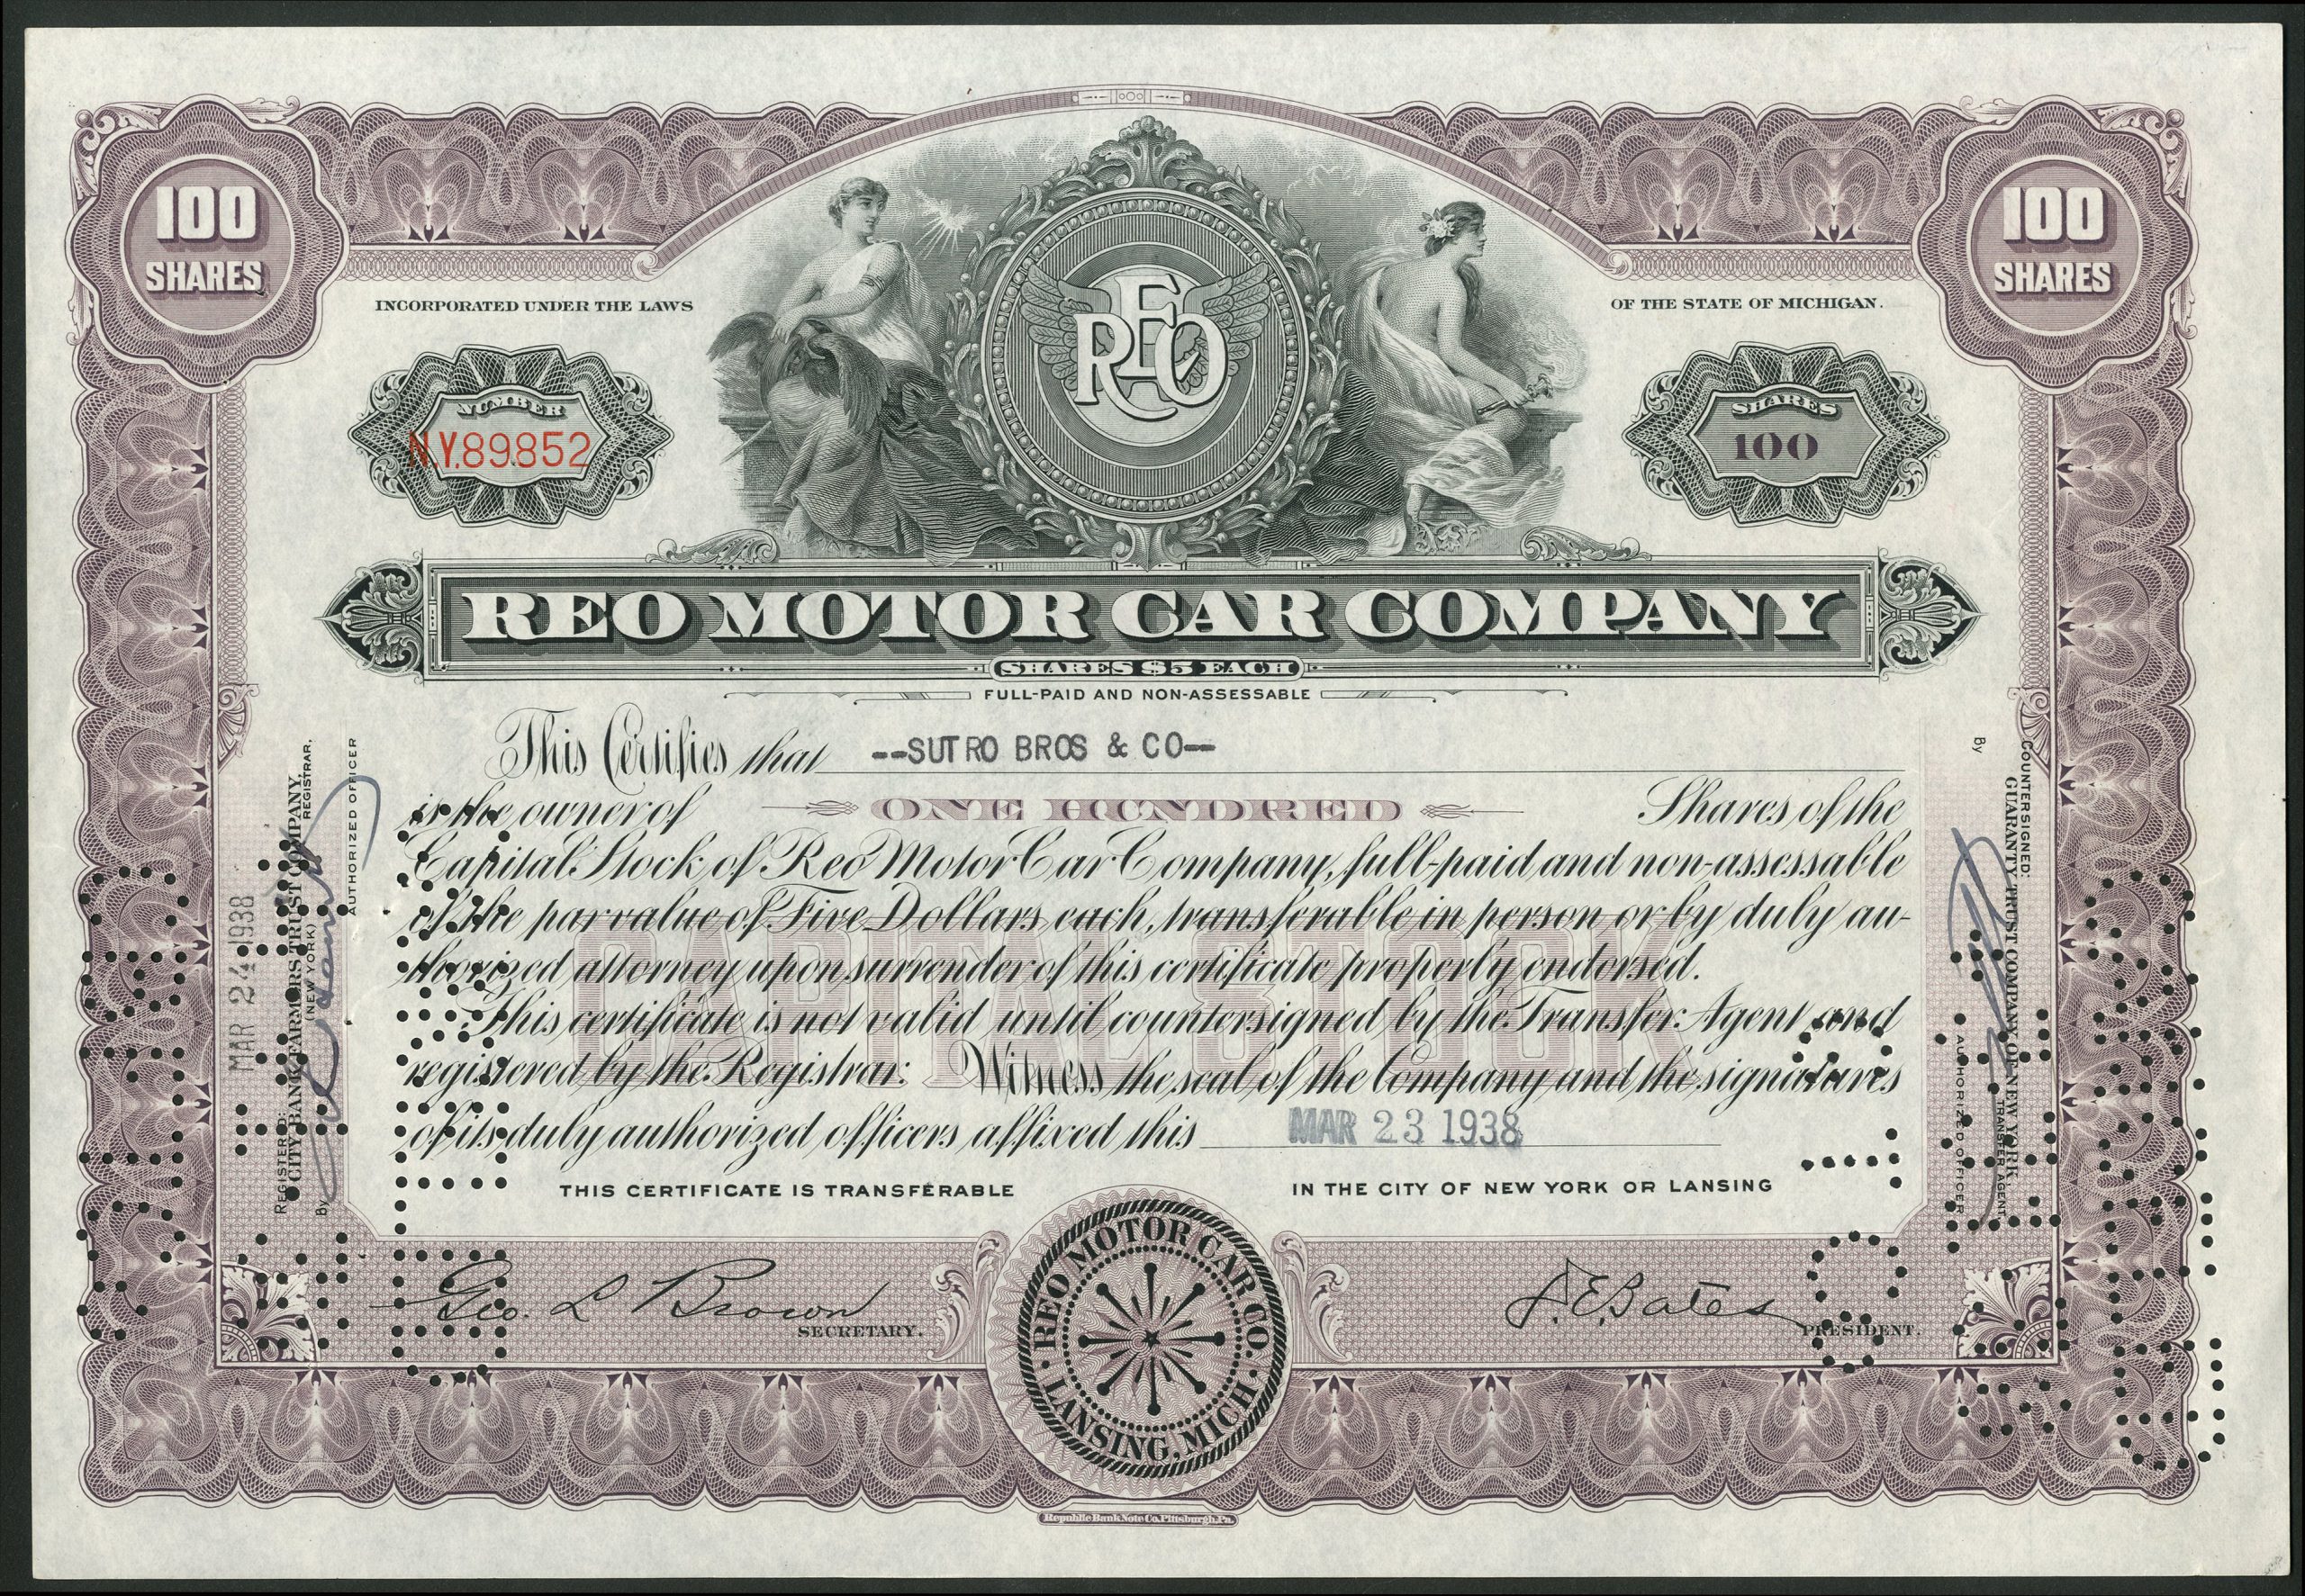 100
SHARES
100
SHARES
INCORPORATED UNDER THE LAWS
OF THE STATE OF MICHIGAN.
REO
NUMBER
N.Y.89852
SHARES
100
REO MOTOR CAR COMPANY
SHARES $5 EACH
FULL-PAID AND NON-ASSESSABLE
This Certifies that --SUTRO BROS & CO--
is the owner of ONE HUNDRED Shares of the
Capital Stock of Reo Motor Car Company, full-paid and non-assessable
of the par value of Five Dollars each, transferable in person or by duly au-
thorized attorney upon surrender of this certificate properly endorsed.
This certificate is not valid until countersigned by the Transfer Agent and
registered by the Registrar. Witness the seal of the Company and the signatures
of its duly authorized officers affixed this MAR 23 1938
CAPITAL STOCK
THIS CERTIFICATE IS TRANSFERABLE
IN THE CITY OF NEW YORK OR LANSING
Geo. L Brown
SECRETARY.
REO MOTOR CAR CO.
LANSING, MICH.
D.E.Bates
PRESIDENT.
Republic Bank Note Co. Pittsburgh, Pa.
MAR 24 1938
REGISTERED:
CITY BANK FARMERS TRUST COMPANY,
(NEW YORK)
REGISTRAR.
By
AUTHORIZED OFFICER
COUNTERSIGNED:
GUARANTY TRUST COMPANY OF NEW YORK
TRANSFER AGENT
By
AUTHORIZED OFFICER